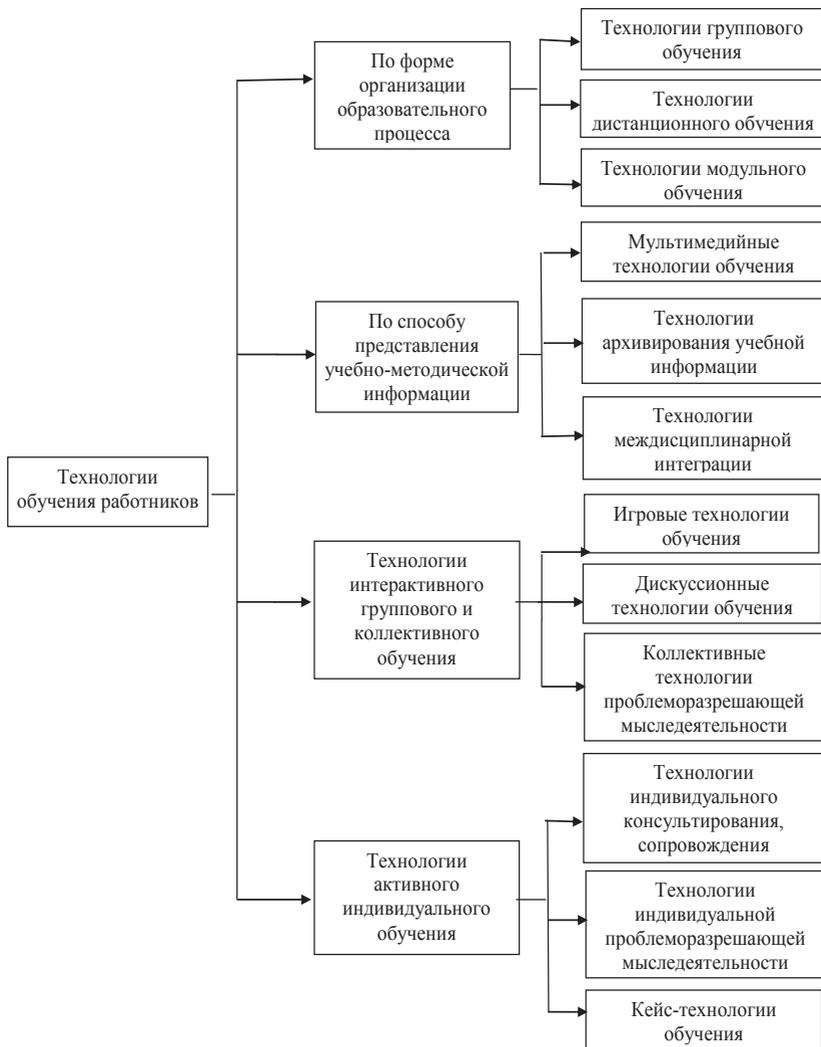 Технологии
обучения работников
По форме
организации
образовательного
процесса
Технологии группового
обучения
Технологии
дистанционного обучения
Технологии модульного
обучения
По способу
представления
учебно-методической
информации
Мультимедийные
технологии обучения
Технологии
архивирования учебной
информации
Технологии
междисциплинарной
интеграции
Технологии
интерактивного
группового и
коллективного
обучения
Игровые технологии
обучения
Дискуссионные
технологии обучения
Коллективные
технологии
проблеморазрешающей
мыследеятельности
Технологии
активного
индивидуального
обучения
Технологии
индивидуального
консультирования,
сопровождения
Технологии
индивидуальной
проблеморазрешающей
мыследеятельности
Кейс-технологии
обучения